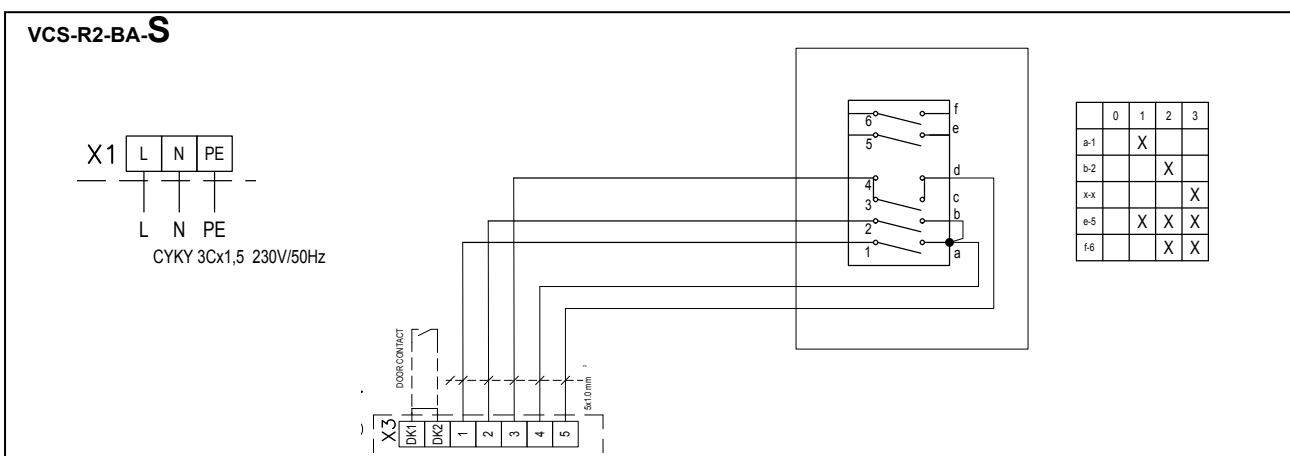 VCS-R2-BA-S
X1 L N PE
L N PE
CYKY 3Cx1,5 230V/50Hz
6 f
5 e
4 d
3 c
2 b
1 a
0 1 2 3
a-1 X
b-2 X
x-x X
e-5 X X X
f-6 X X
DOOR CONTACT
5x1.0 mm²
X3 DK1 DK2 1 2 3 4 5